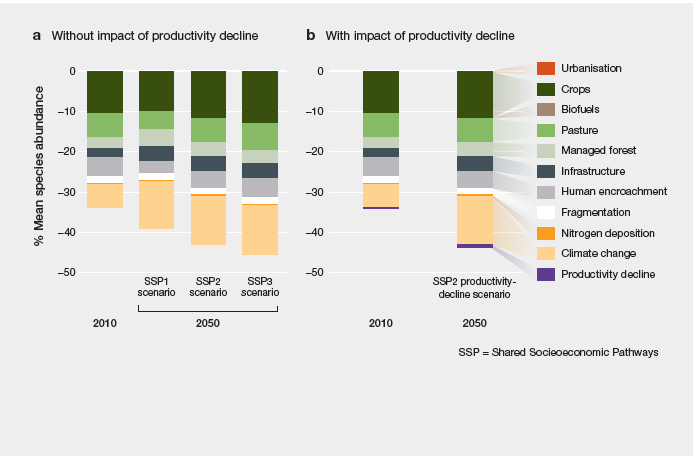 a Without impact of productivity decline
b With impact of productivity decline
% Mean species abundance
0
–10
–20
–30
–40
–50
SSP1
scenario
SSP2
scenario
SSP3
scenario
2010
2050
0
–10
–20
–30
–40
–50
SSP2 productivity-
decline scenario
2010
2050
Urbanisation
Crops
Biofuels
Pasture
Managed forest
Infrastructure
Human encroachment
Fragmentation
Nitrogen deposition
Climate change
Productivity decline
SSP = Shared Socieoeconomic Pathways